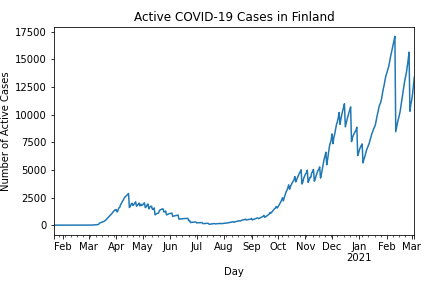 Active COVID-19 Cases in Finland
Number of Active Cases
17500
15000
12500
10000
7500
5000
2500
0
Feb Mar Apr May Jun Jul Aug Sep Oct Nov Dec Jan Feb Mar
2021
Day